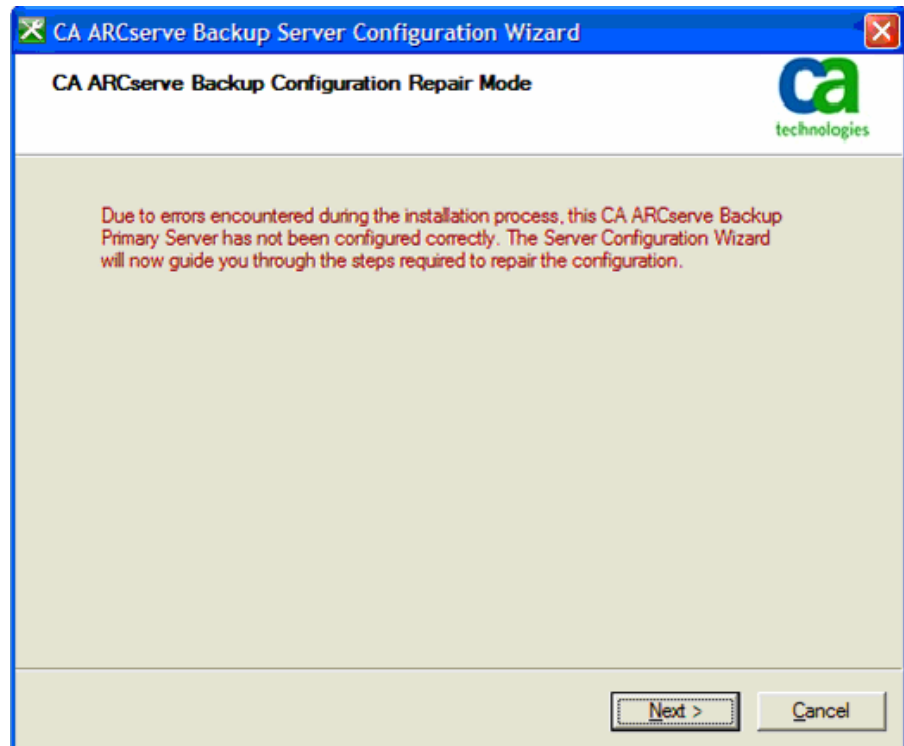 CA ARCserve Backup Server Configuration Wizard
CA ARCserve Backup Configuration Repair Mode
ca
technologies
Due to errors encountered during the installation process, this CA ARCserve Backup
Primary Server has not been configured correctly. The Server Configuration Wizard
will now guide you through the steps required to repair the configuration.
Next >
Cancel